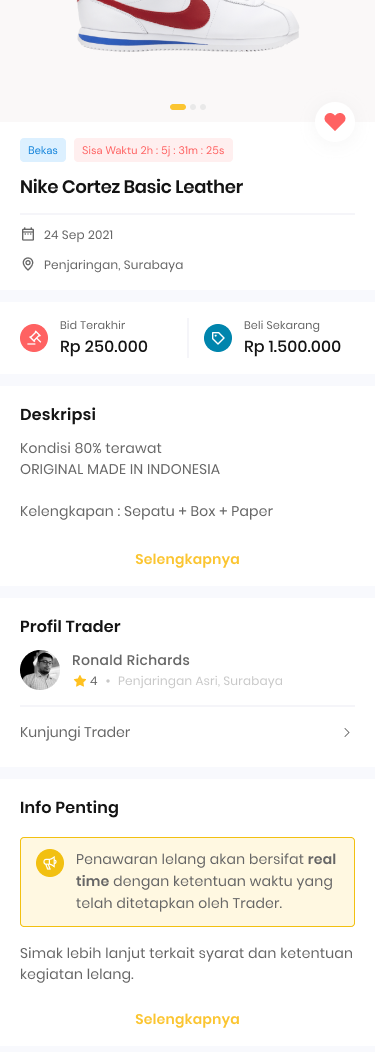 Bekas
Sisa Waktu 2h : 5j : 31m : 25s
Nike Cortez Basic Leather
24 Sep 2021
Penjaringan, Surabaya
Bid Terakhir
Rp 250.000
Beli Sekarang
Rp 1.500.000
Deskripsi
Kondisi 80% terawat
ORIGINAL MADE IN INDONESIA
Kelengkapan : Sepatu + Box + Paper
Selengkapnya
Profil Trader
Ronald Richards
4 • Penjaringan Asri, Surabaya
Kunjungi Trader
Info Penting
Penawaran lelang akan bersifat real
time dengan ketentuan waktu yang
telah ditetapkan oleh Trader.
Simak lebih lanjut terkait syarat dan ketentuan
kegiatan lelang.
Selengkapnya